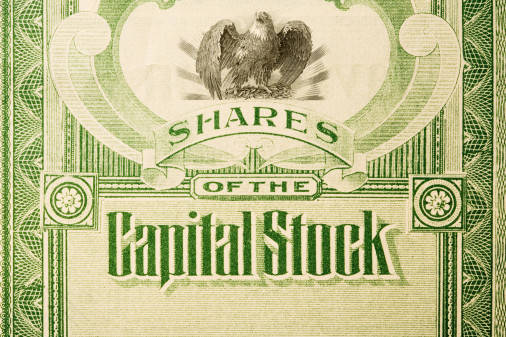 SHARES
OF THE
Capital Stock